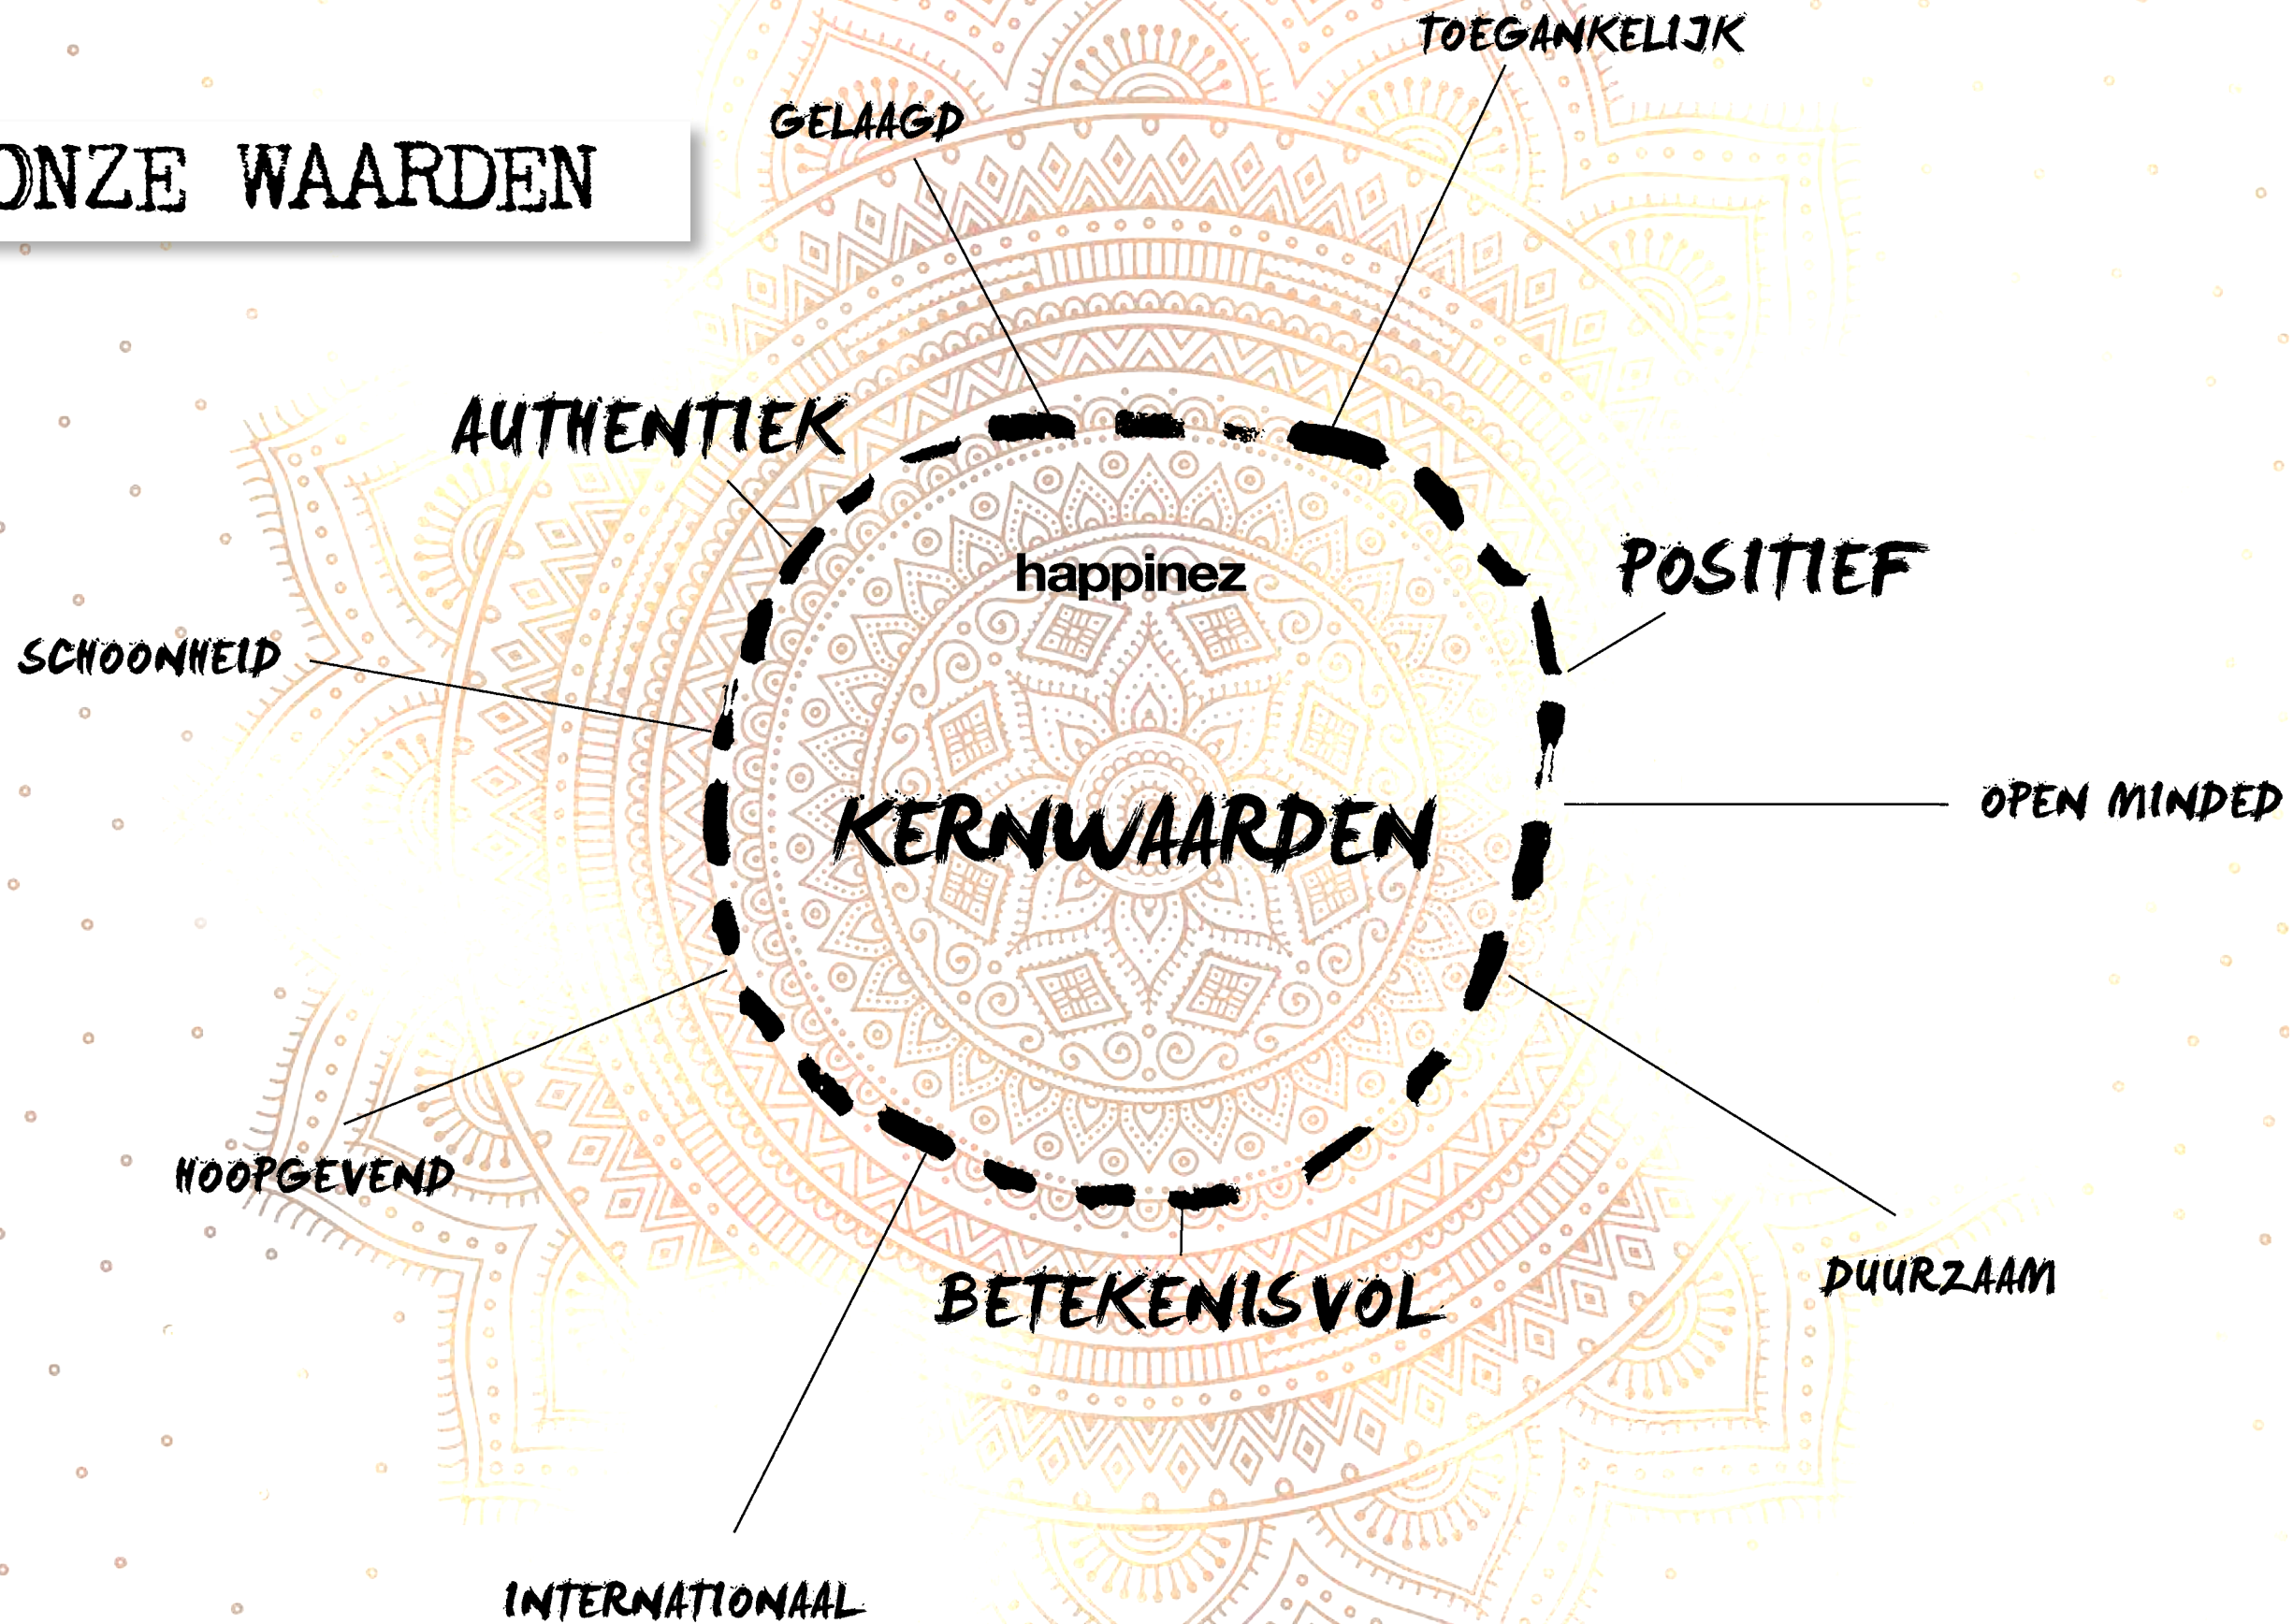 TOEGANKELIJK
GELAAGD
ONZE WAARDEN
AUTHENTIEK
POSITIEF
happinez
SCHOONHEID
KERNWAARDEN
OPEN MINDED
HOOPGEVEND
BETEKENISVOL
DUURZAAM
INTERNATIONAAL